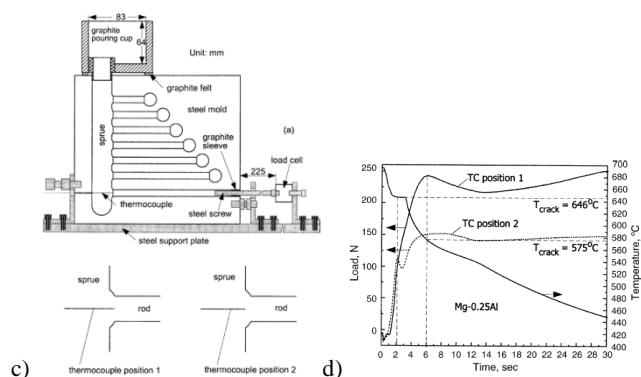 83
graphite
pouring cup
64
Unit: mm
graphite felt
steel mold
sprue
(a)
graphite
sleeve
load cell
225
thermocouple
steel screw
steel support plate
sprue
rod
thermocouple position 1
sprue
rod
thermocouple position 2
c)
d)
250
200
150
100
50
0
Load, N
TC position 1
T crack = 646°C
TC position 2
T crack = 575°C
Mg-0.25Al
700
680
660
640
620
600
580
560
540
520
500
480
460
440
420
400
Temperature, °C
0 2 4 6 8 10 12 14 16 18 20 22 24 26 28 30
Time, sec